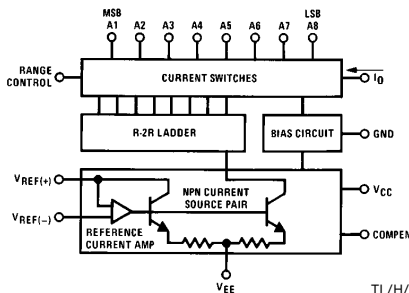 MSB
LSB
A1 A2 A3 A4 A5 A6 A7 A8
RANGE
CONTROL
CURRENT SWITCHES
I0
R-2R LADDER
BIAS CIRCUIT
GND
VREF(+)
NPN CURRENT
SOURCE PAIR
VCC
VREF(−)
REFERENCE
CURRENT AMP
COMPEN
VEE
TL/H/